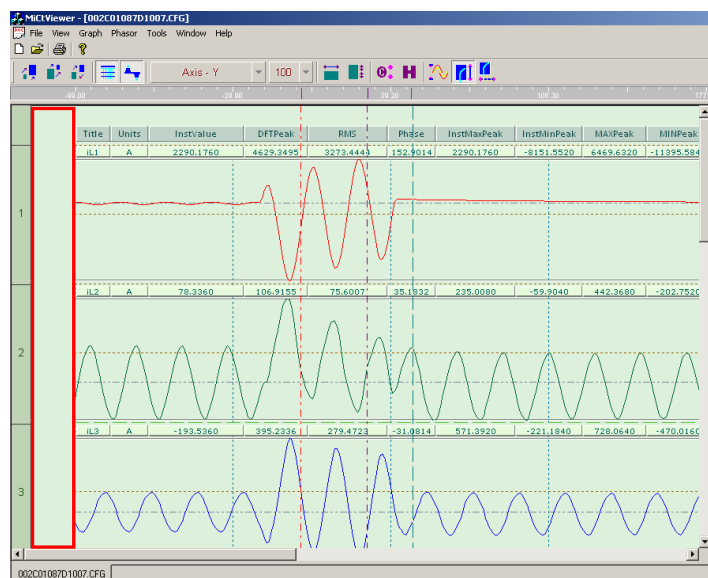 MiCtViewer - [002C01087D1007.CFG]
File View Graph Phasor Tools Window Help
Axis - Y 100
-99.00 -29.90 39.20 108.30 177
Title Units InstValue DFTPeak RMS Phase InstMaxPeak InstMinPeak MAXPeak MINPeak
iL1 A 2290.1760 4629.3495 3273.4444 152.9014 2290.1760 -8151.5520 6469.6320 -11395.584
1
iL2 A 78.3360 106.9155 75.6007 35.1832 235.0080 -59.9040 442.3680 -202.7520
2
iL3 A -193.5360 395.2336 279.4723 -31.0814 571.3920 -221.1840 728.0640 -470.0160
3
002C01087D1007.CFG